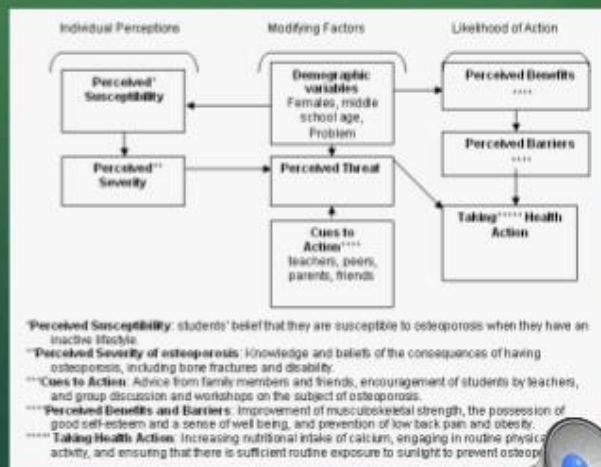 Individual Perceptions
Modifying Factors
Likelihood of Action
Perceived*
Susceptibility
Demographic
variables
Females, middle
school age,
Problem
Perceived Benefits
****
Perceived Barriers
****
Perceived**
Severity
Perceived Threat
Taking***** Health
Action
Cues to
Action****
teachers, peers,
parents, friends
*Perceived Susceptibility: students' belief that they are susceptible to osteoporosis when they have an
inactive lifestyle.
**Perceived Severity of osteoporosis: Knowledge and beliefs of the consequences of having
osteoporosis, including bone fractures and disability.
***Cues to Action: Advice from family members and friends, encouragement of students by teachers,
and group discussion and workshops on the subject of osteoporosis.
****Perceived Benefits and Barriers: Improvement of musculoskeletal strength, the possession of
good self-esteem and a sense of well being, and prevention of low back pain and obesity.
***** Taking Health Action: Increasing nutritional intake of calcium, engaging in routine physica
activity, and ensuring that there is sufficient routine exposure to sunlight to prevent osteop